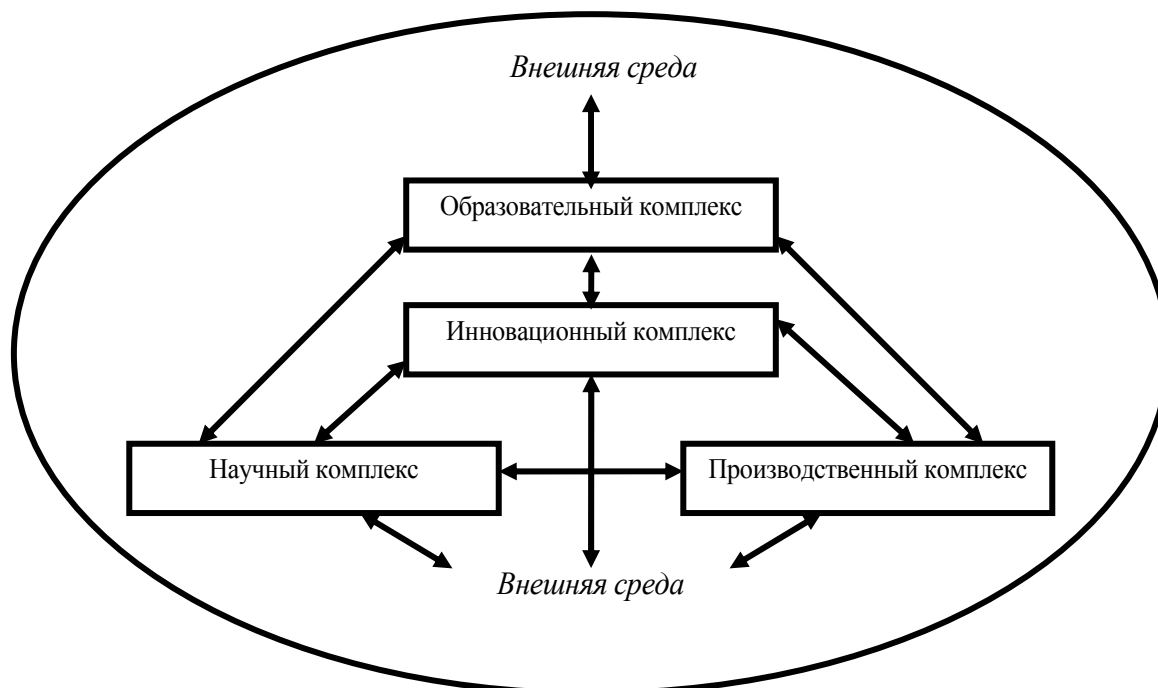 Внешняя среда
Образовательный комплекс
Инновационный комплекс
Научный комплекс
Производственный комплекс
Внешняя среда